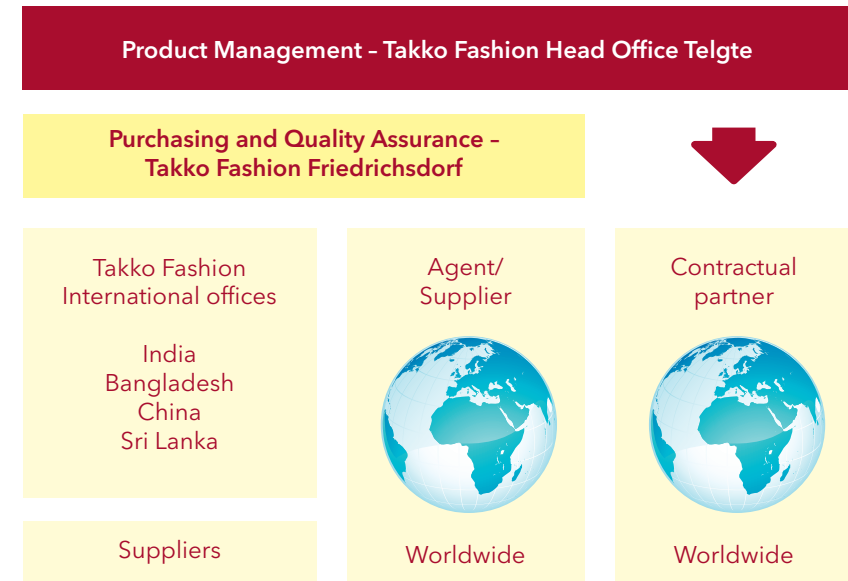 Product Management – Takko Fashion Head Office Telgte
Purchasing and Quality Assurance –
Takko Fashion Friedrichsdorf
Takko Fashion
International offices
India
Bangladesh
China
Sri Lanka
Suppliers
Agent/
Supplier
Worldwide
Contractual
partner
Worldwide